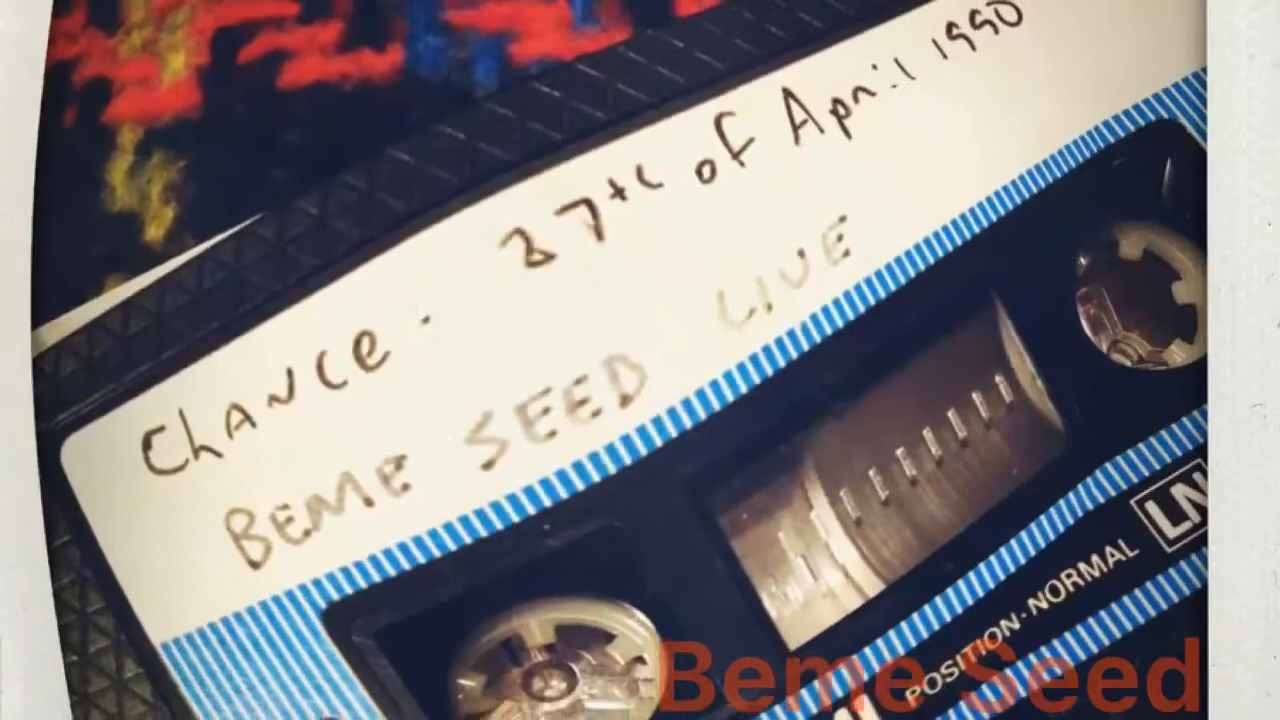 Chance. 27th of April 1990
BEME SEED LIVE
LN
POSITION·NORMAL
Beme Seed